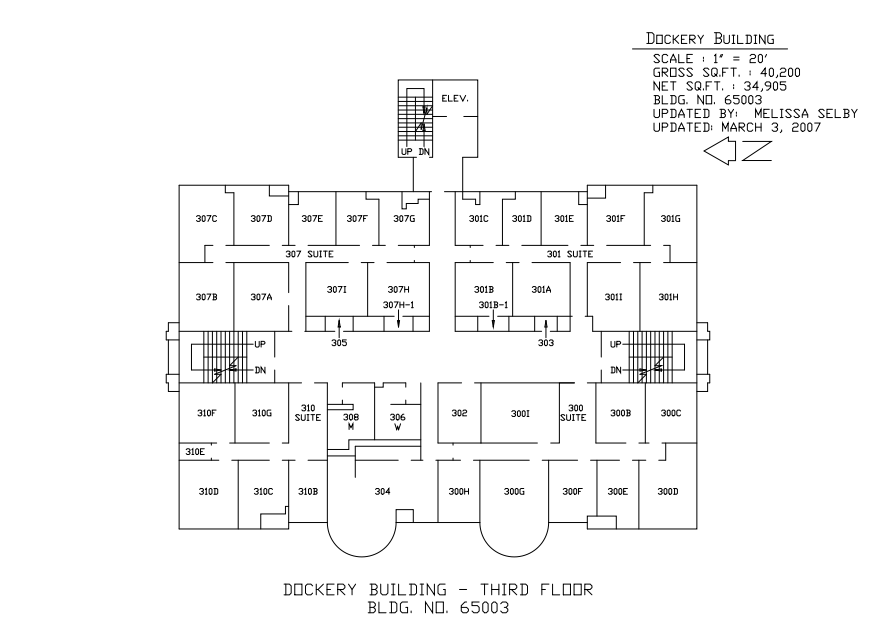 DOCKERY BUILDING
SCALE : 1" = 20'
GROSS SQ.FT. : 40,200
NET SQ.FT. : 34,905
BLDG. NO. 65003
UPDATED BY: MELISSA SELBY
UPDATED: MARCH 3, 2007
N
ELEV.
UP DN
307C 307D 307E 307F 307G 301C 301D 301E 301F 301G
307 SUITE 301 SUITE
307B 307A 307I 307H 301B 301A 301I 301H
307H-1 301B-1
305 303
UP UP
DN DN
310F 310G 310 SUITE 308 M 306 W 302 300I 300 SUITE 300B 300C
310E
310D 310C 310B 304 300H 300G 300F 300E 300D
DOCKERY BUILDING - THIRD FLOOR
BLDG. NO. 65003